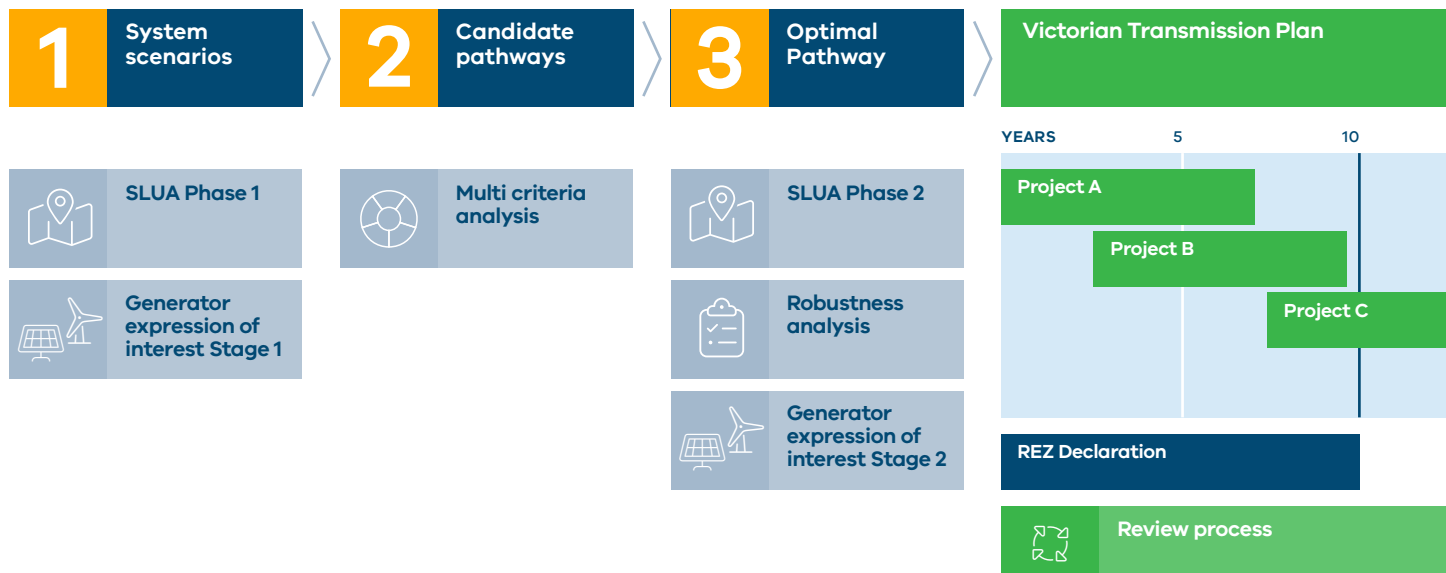 1
System
scenarios
2
Candidate
pathways
3
Optimal
Pathway
Victorian Transmission Plan
SLUA Phase 1
Generator
expression of
interest Stage 1
Multi criteria
analysis
SLUA Phase 2
Robustness
analysis
Generator
expression of
interest Stage 2
YEARS 5 10
Project A
Project B
Project C
REZ Declaration
Review process